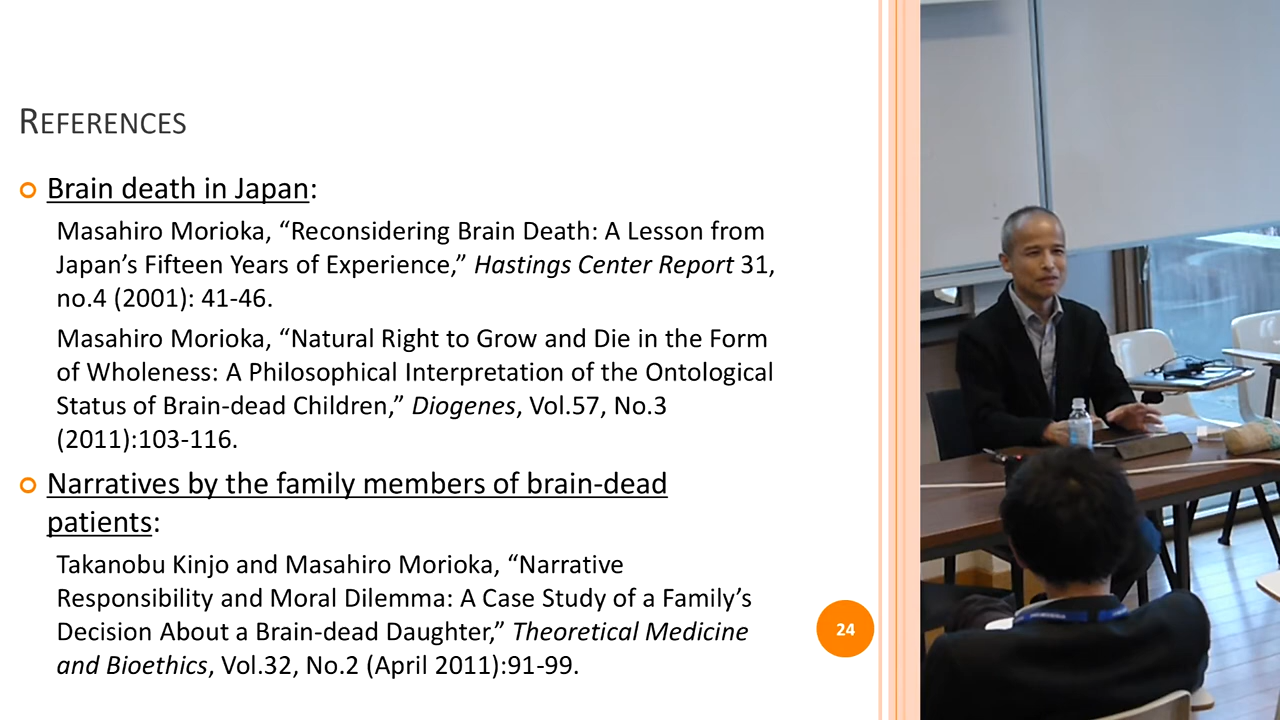 REFERENCES
Brain death in Japan:
Masahiro Morioka, “Reconsidering Brain Death: A Lesson from
Japan’s Fifteen Years of Experience,” Hastings Center Report 31,
no.4 (2001): 41-46.
Masahiro Morioka, “Natural Right to Grow and Die in the Form
of Wholeness: A Philosophical Interpretation of the Ontological
Status of Brain-dead Children,” Diogenes, Vol.57, No.3
(2011):103-116.
Narratives by the family members of brain-dead
patients:
Takanobu Kinjo and Masahiro Morioka, “Narrative
Responsibility and Moral Dilemma: A Case Study of a Family’s
Decision About a Brain-dead Daughter,” Theoretical Medicine
and Bioethics, Vol.32, No.2 (April 2011):91-99.
24